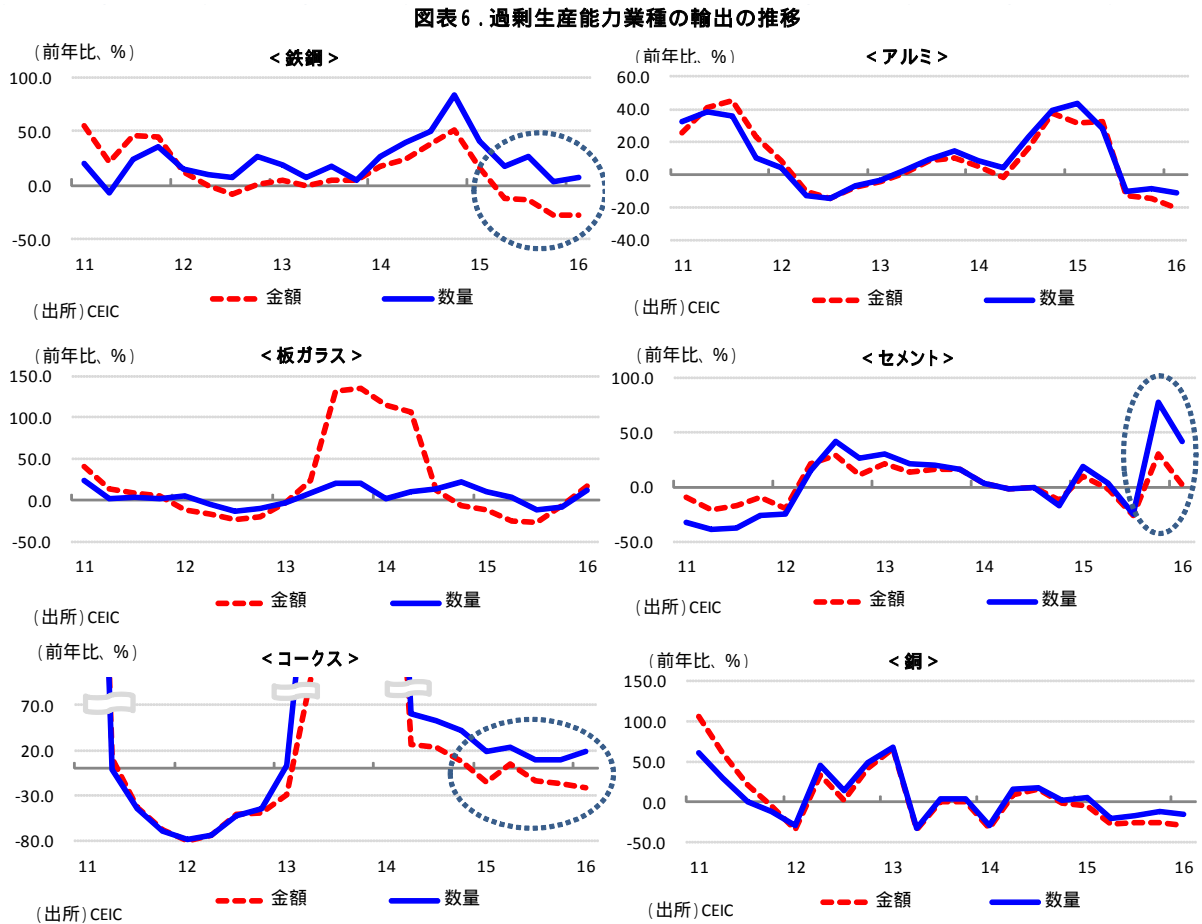 図表6．過剰生産能力業種の輸出の推移
(前年比、%)
＜鉄鋼＞
100.0
50.0
0.0
-50.0
11 12 13 14 15 16
金額 数量
(出所) CEIC
(前年比、%)
＜アルミ＞
60.0
40.0
20.0
0.0
-20.0
-40.0
11 12 13 14 15 16
金額 数量
(出所) CEIC
(前年比、%)
＜板ガラス＞
150.0
100.0
50.0
0.0
-50.0
11 12 13 14 15 16
金額 数量
(出所) CEIC
(前年比、%)
＜セメント＞
100.0
50.0
0.0
-50.0
11 12 13 14 15 16
金額 数量
(出所) CEIC
(前年比、%)
＜コークス＞
70.0
20.0
-30.0
-80.0
11 12 13 14 15 16
金額 数量
(出所) CEIC
(前年比、%)
＜銅＞
150.0
100.0
50.0
0.0
-50.0
11 12 13 14 15 16
金額 数量
(出所) CEIC